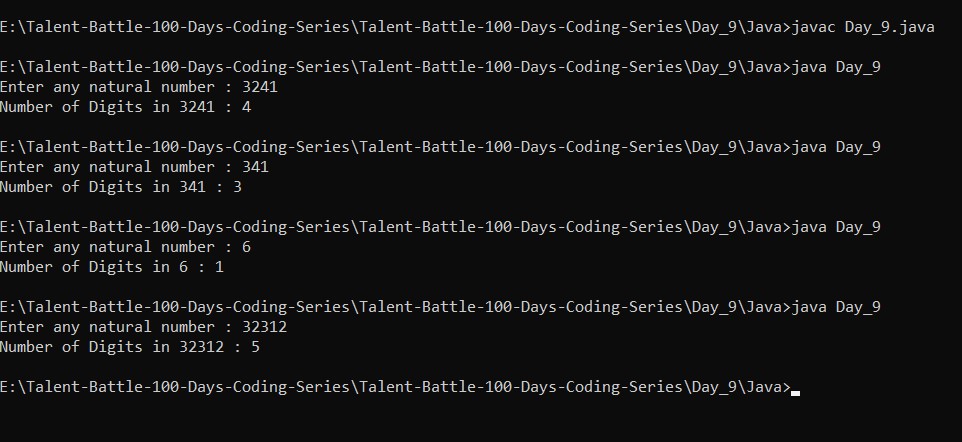 E:\Talent-Battle-100-Days-Coding-Series\Talent-Battle-100-Days-Coding-Series\Day_9\Java>javac Day_9.java
E:\Talent-Battle-100-Days-Coding-Series\Talent-Battle-100-Days-Coding-Series\Day_9\Java>java Day_9
Enter any natural number : 3241
Number of Digits in 3241 : 4
E:\Talent-Battle-100-Days-Coding-Series\Talent-Battle-100-Days-Coding-Series\Day_9\Java>java Day_9
Enter any natural number : 341
Number of Digits in 341 : 3
E:\Talent-Battle-100-Days-Coding-Series\Talent-Battle-100-Days-Coding-Series\Day_9\Java>java Day_9
Enter any natural number : 6
Number of Digits in 6 : 1
E:\Talent-Battle-100-Days-Coding-Series\Talent-Battle-100-Days-Coding-Series\Day_9\Java>java Day_9
Enter any natural number : 32312
Number of Digits in 32312 : 5
E:\Talent-Battle-100-Days-Coding-Series\Talent-Battle-100-Days-Coding-Series\Day_9\Java>